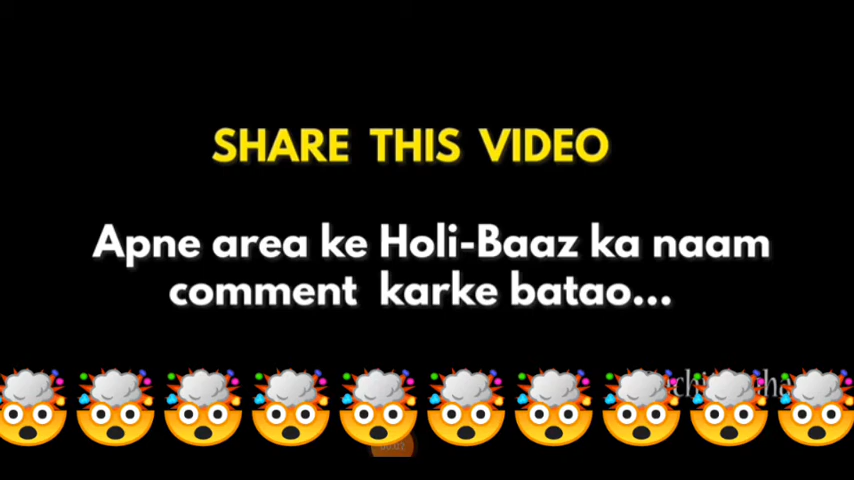 SHARE THIS VIDEO
Apne area ke Holi-Baaz ka naam
comment karke batao...